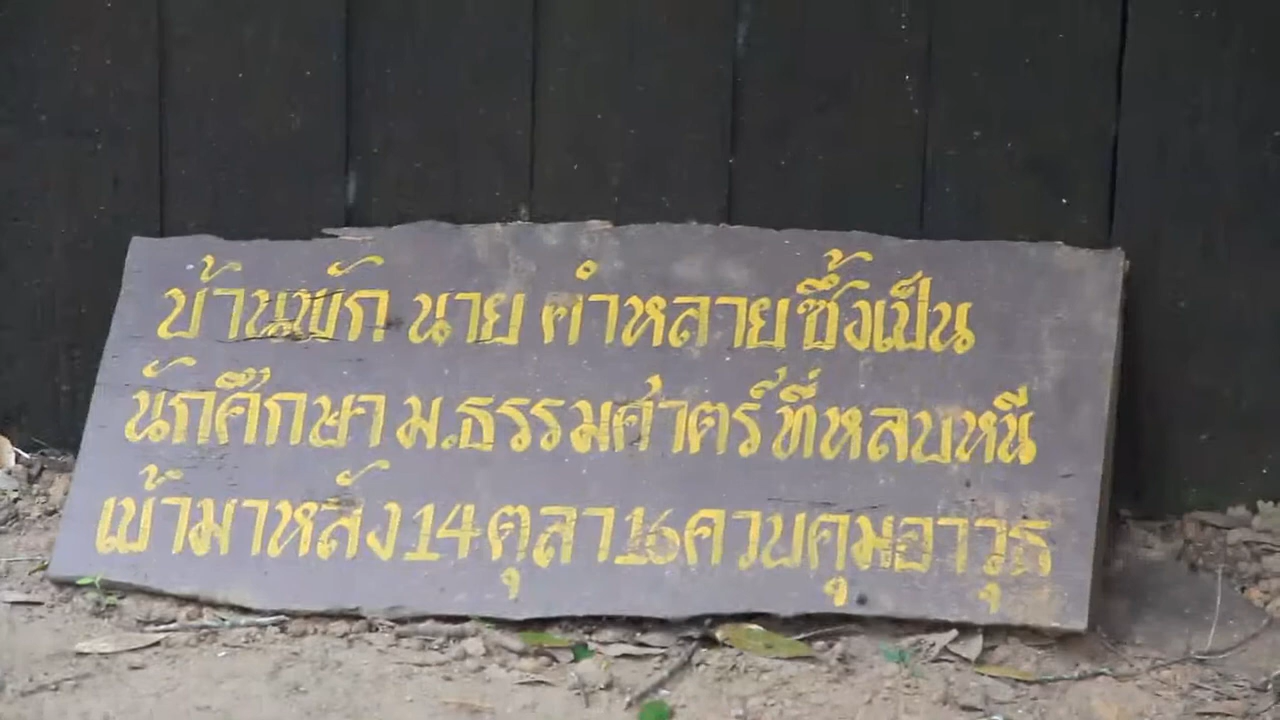 บ้านพัก นาย คำหลาย ซึ้งเป็น
นักศึกษา ม.ธรรมศาตร์ ที่หลบหนี
เข้ามาหลัง 14 ตุลา 16 ควบคุมอาวุธ